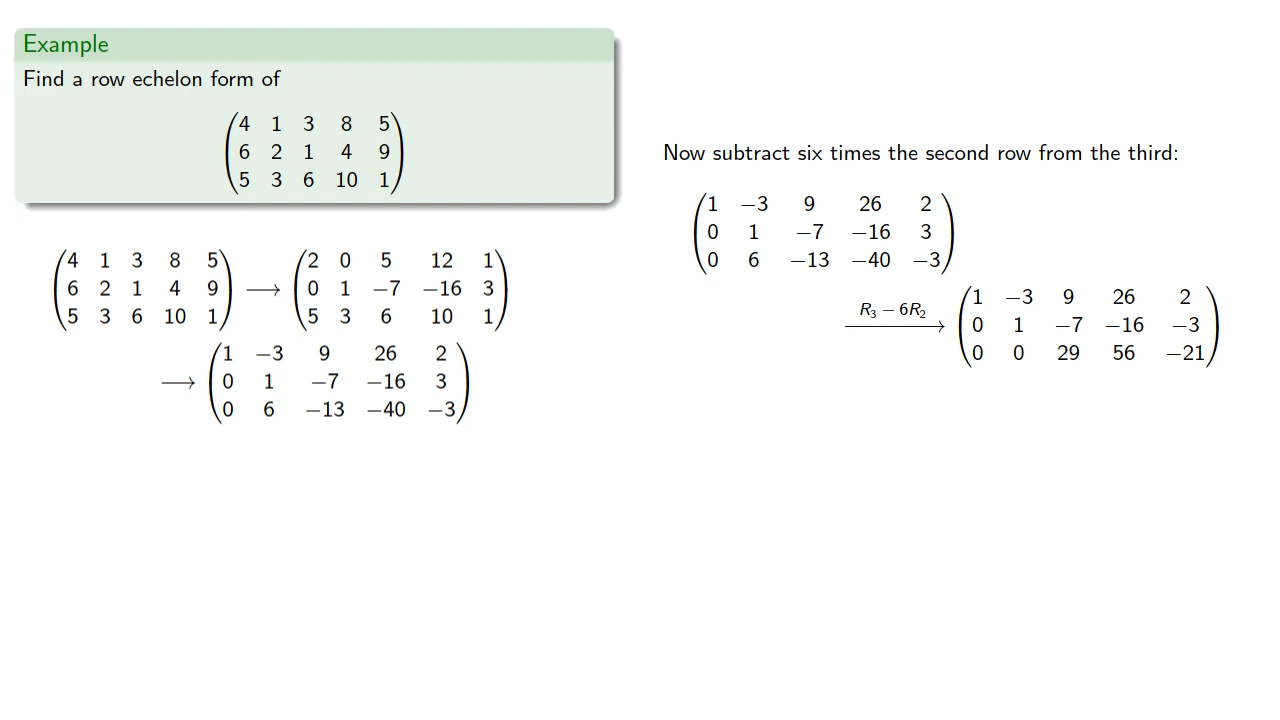 Example
Find a row echelon form of
4 1 3 8 5
6 2 1 4 9
5 3 6 10 1
4 1 3 8 5 2 0 5 12 1
6 2 1 4 9 ⟶ 0 1 −7 −16 3
5 3 6 10 1 5 3 6 10 1
1 −3 9 26 2
⟶ 0 1 −7 −16 3
0 6 −13 −40 −3
Now subtract six times the second row from the third:
1 −3 9 26 2
0 1 −7 −16 3
0 6 −13 −40 −3
R₃ − 6R₂
1 −3 9 26 2
⟶ 0 1 −7 −16 −3
0 0 29 56 −21